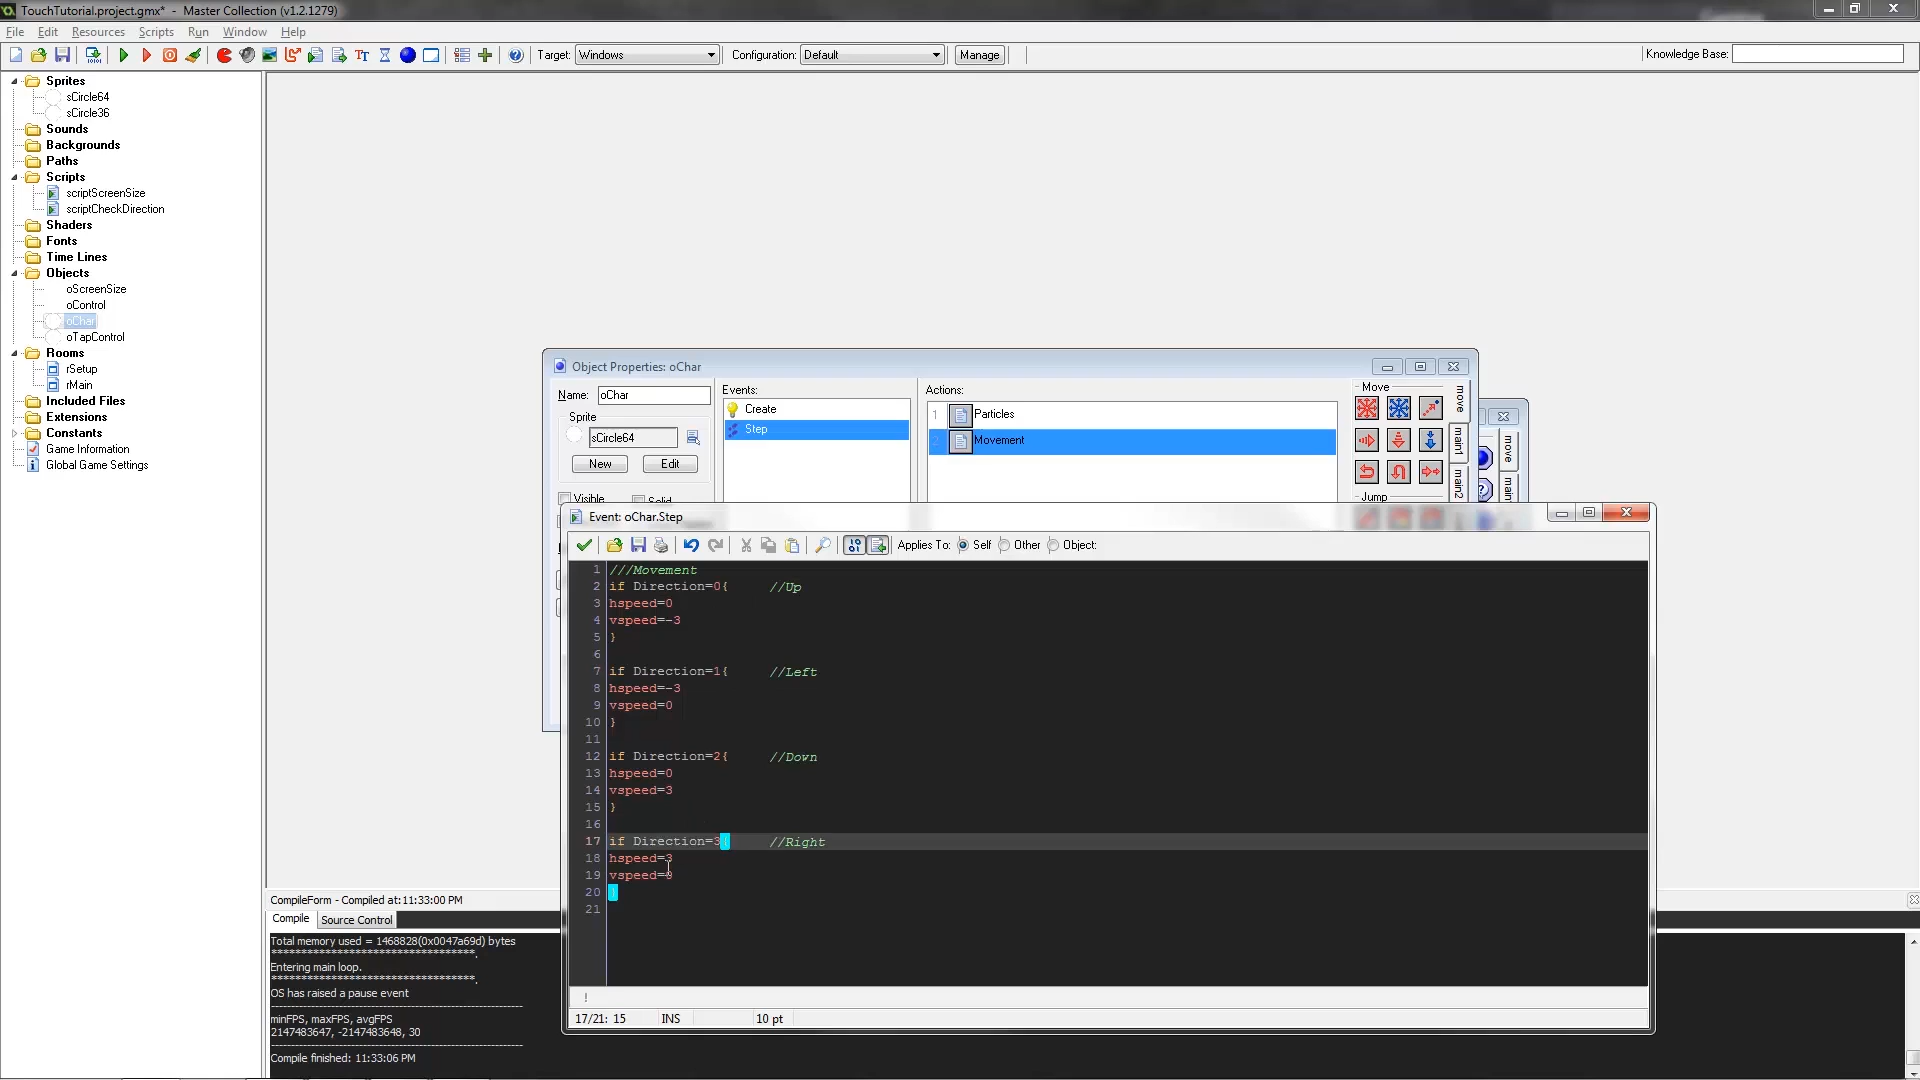 TouchTutorial.project.gmx* - Master Collection (v1.2.1279)
File Edit Resources Scripts Run Window Help
Target: Windows Configuration: Default Manage Knowledge Base:
Sprites
sCircle64
sCircle36
Sounds
Backgrounds
Paths
Scripts
scriptScreenSize
scriptCheckDirection
Shaders
Fonts
Time Lines
Objects
oScreenSize
oControl
oChar
oTapControl
Rooms
rSetup
rMain
Included Files
Extensions
Constants
Game Information
Global Game Settings
Object Properties: oChar
Name: oChar
Sprite
sCircle64
New Edit
Visible Solid
Events:
Create
Step
Actions:
1 Particles
2 Movement
Move
Jump
move
main1
main2
move
Event: oChar.Step
Applies To: Self Other Object:
1 ///Movement
2 if Direction=0{ //Up
3 hspeed=0
4 vspeed=-3
5 }
6
7 if Direction=1{ //Left
8 hspeed=-3
9 vspeed=0
10 }
11
12 if Direction=2{ //Down
13 hspeed=0
14 vspeed=3
15 }
16
17 if Direction=3{ //Right
18 hspeed=3
19 vspeed=0
20 }
21
!
17/21: 15 INS 10 pt
CompileForm - Compiled at:11:33:00 PM
Compile Source Control
Total memory used = 1468828(0x0047a69d) bytes
***********************************.
Entering main loop.
***********************************.
OS has raised a pause event
minFPS, maxFPS, avgFPS
2147483647, -2147483648, 30
Compile finished: 11:33:06 PM